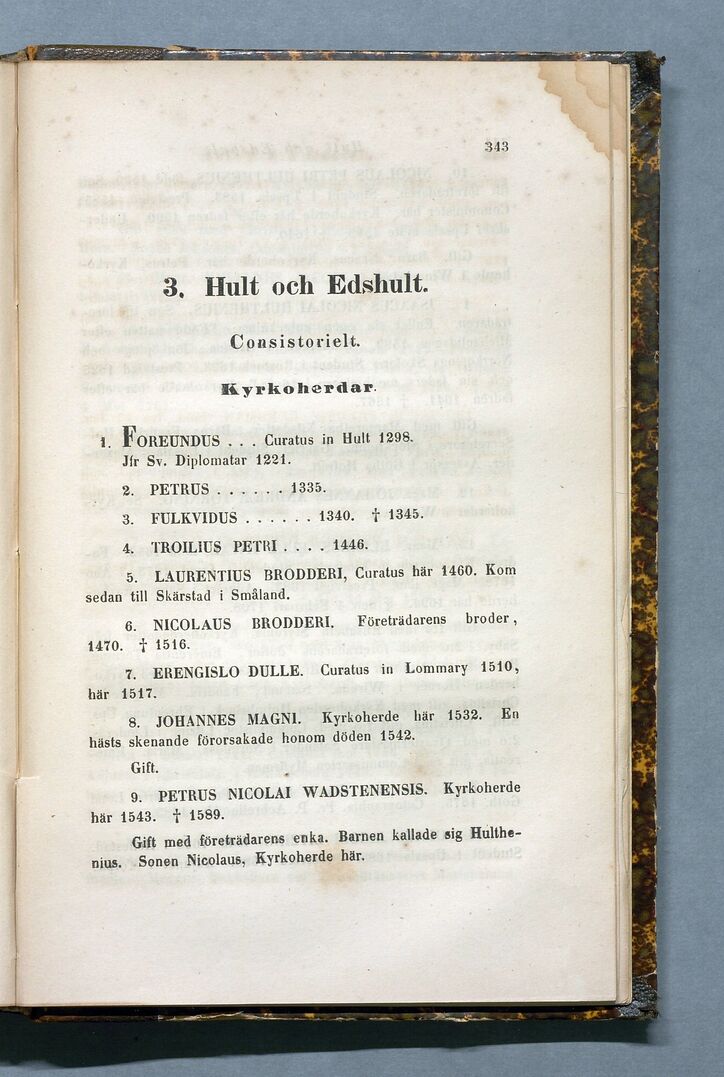 343
3. Hult och Edshult.
Consistorielt.
Kyrkoherdar.
1. FOREUNDUS . . . Curatus in Hult 1298.
Jfr Sv. Diplomatar 1221.
2. PETRUS . . . . . . 1335.
3. FULKVIDUS . . . . . . 1340. † 1345.
4. TROILIUS PETRI . . . . 1446.
5. LAURENTIUS BRODDERI, Curatus här 1460. Kom
sedan till Skärstad i Småland.
6. NICOLAUS BRODDERI. Företrädarens broder,
1470. † 1516.
7. ERENGISLO DULLE. Curatus in Lommary 1510,
här 1517.
8. JOHANNES MAGNI. Kyrkoherde här 1532. En
hästs skenande förorsakade honom döden 1542.
Gift.
9. PETRUS NICOLAI WADSTENENSIS. Kyrkoherde
här 1543. † 1589.
Gift med företrädarens enka. Barnen kallade sig Hulthe-
nius. Sonen Nicolaus, Kyrkoherde här.